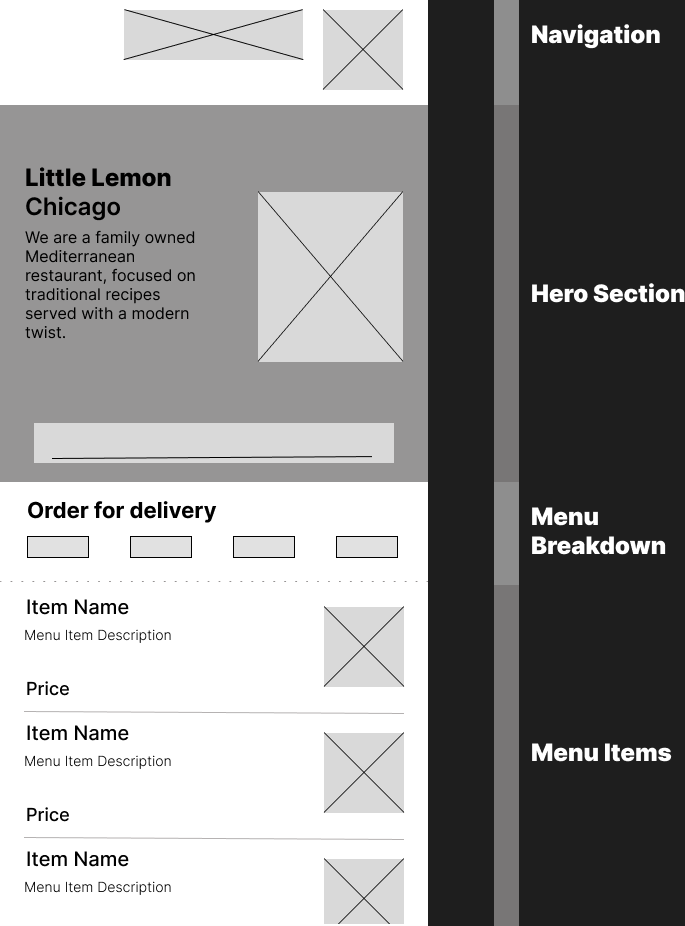 Navigation
Little Lemon
Chicago
We are a family owned
Mediterranean
restaurant, focused on
traditional recipes
served with a modern
twist.
Hero Section
Order for delivery
Menu
Breakdown
Item Name
Menu Item Description
Price
Item Name
Menu Item Description
Price
Menu Items
Item Name
Menu Item Description